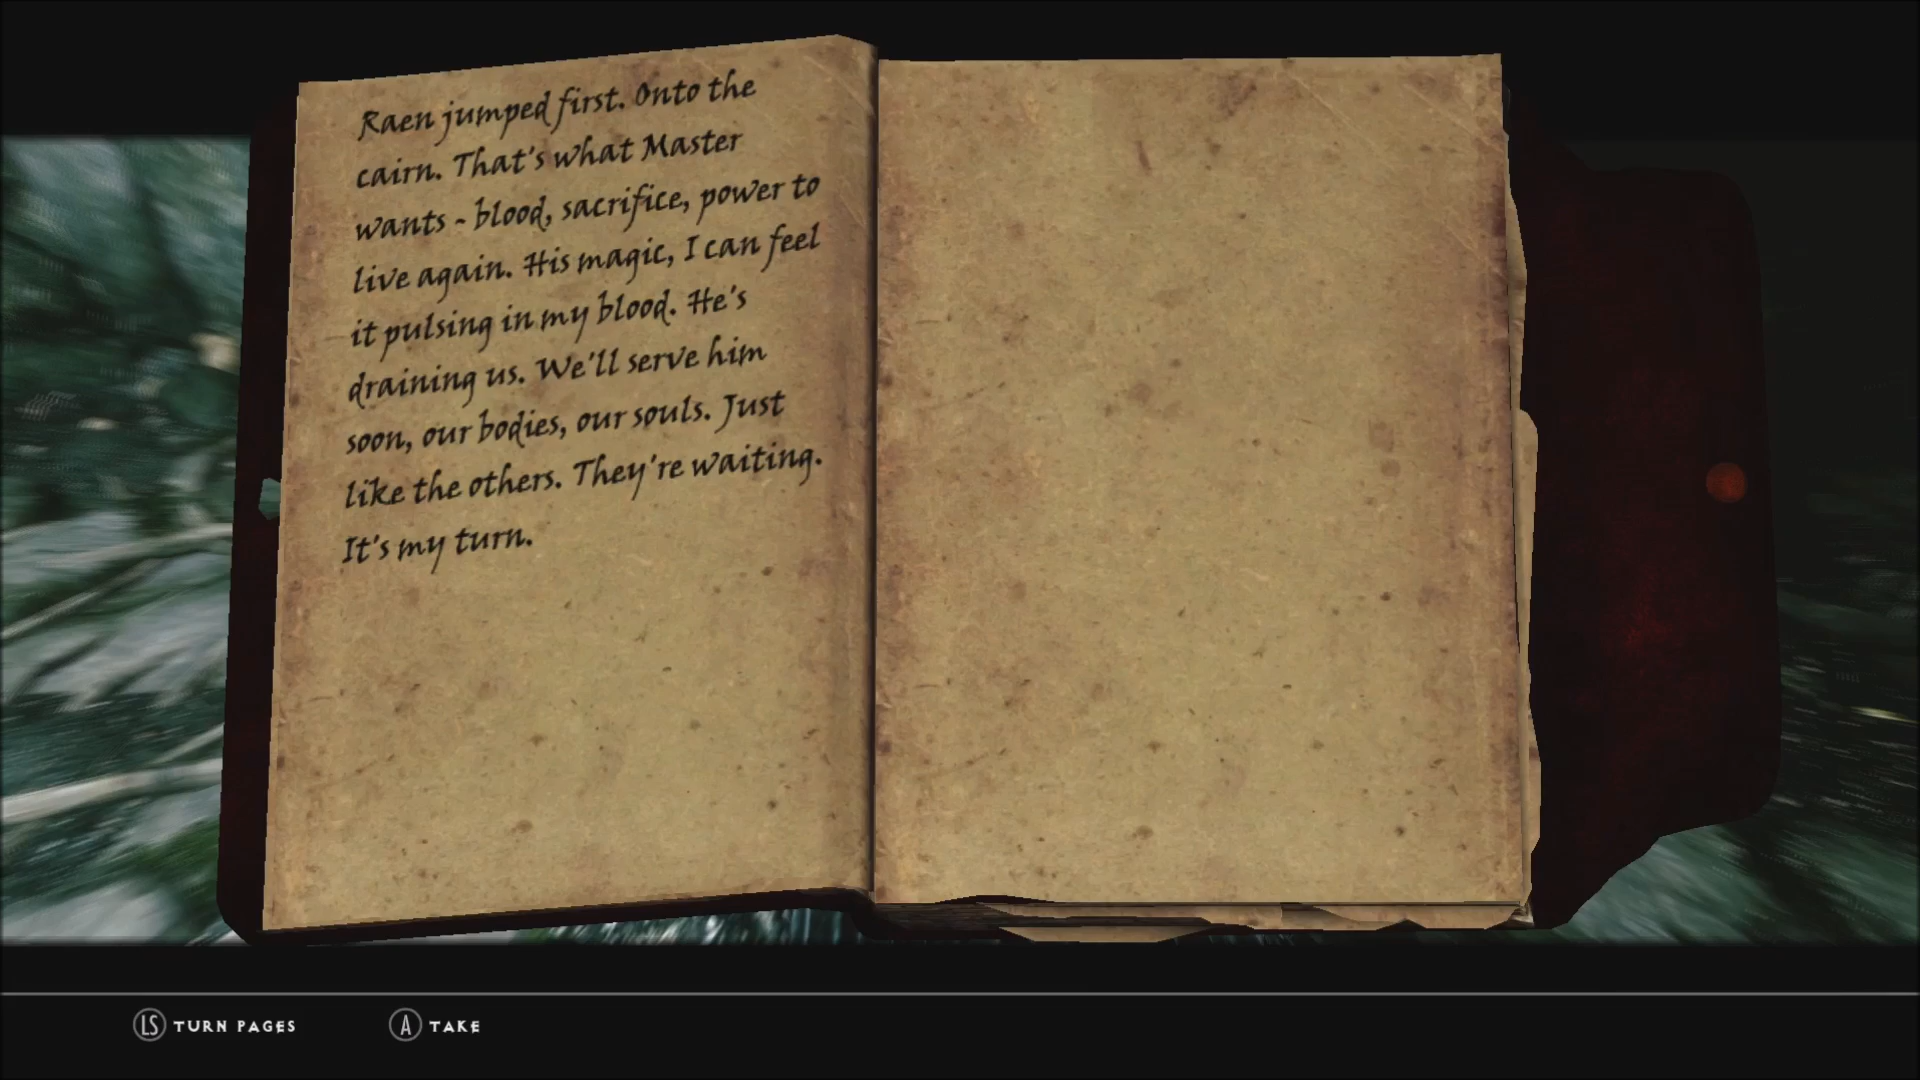 Raen jumped first. Onto the
cairn. That's what Master
wants - blood, sacrifice, power to
live again. His magic, I can feel
it pulsing in my blood. He's
draining us. We'll serve him
soon, our bodies, our souls. Just
like the others. They're waiting.
It's my turn.
LS TURN PAGES A TAKE